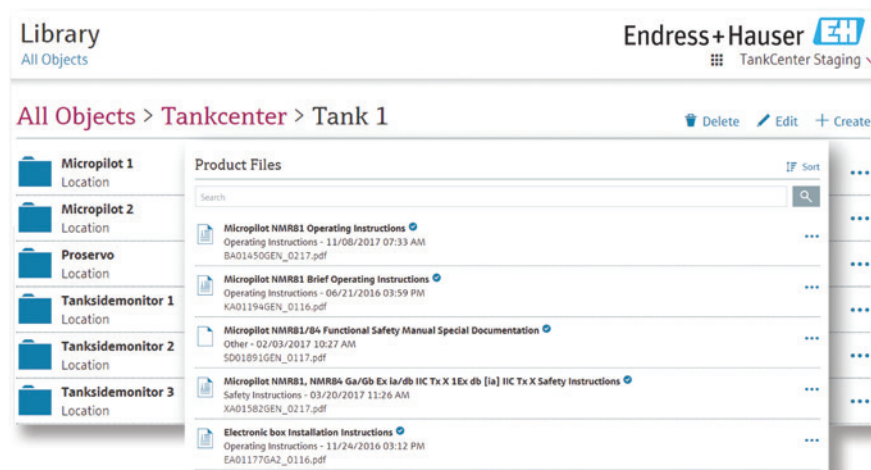 Library
All Objects
Endress+Hauser EH
TankCenter Staging
All Objects > Tankcenter > Tank 1
Delete Edit + Create
Micropilot 1
Location
Micropilot 2
Location
Proservo
Location
Tanksidemonitor 1
Location
Tanksidemonitor 2
Location
Tanksidemonitor 3
Location
Product Files
Sort
Search
Micropilot NMR81 Operating Instructions
Operating Instructions - 11/08/2017 07:33 AM
BA01450GEN_0217.pdf
Micropilot NMR81 Brief Operating Instructions
Operating Instructions - 06/21/2016 03:59 PM
KA01194GEN_0116.pdf
Micropilot NMR81/84 Functional Safety Manual Special Documentation
Other - 02/03/2017 10:27 AM
SD01891GEN_0117.pdf
Micropilot NMR81, NMR84 Ga/Gb Ex ia/db IIC Tx X 1Ex db [ia] IIC Tx X Safety Instructions
Safety Instructions - 03/20/2017 11:26 AM
XA01582GEN_0217.pdf
Electronic box Installation Instructions
Operating Instructions - 11/24/2016 03:12 PM
EA01177GA2_0116.pdf